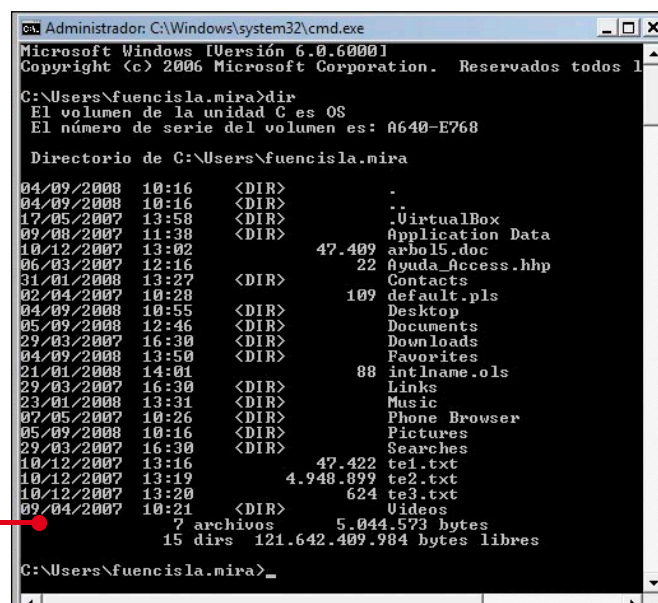 Administrador: C:\Windows\system32\cmd.exe
Microsoft Windows [Versión 6.0.6000]
Copyright (c) 2006 Microsoft Corporation.  Reservados todos l
C:\Users\fuencisla.mira>dir
 El volumen de la unidad C es OS
 El número de serie del volumen es: A640-E768
 Directorio de C:\Users\fuencisla.mira
04/09/2008  10:16    <DIR>          .
04/09/2008  10:16    <DIR>          ..
17/05/2007  13:58    <DIR>          .VirtualBox
09/08/2007  11:38    <DIR>          Application Data
10/12/2007  13:02            47.409 arbol5.doc
06/03/2007  12:16                22 Ayuda_Access.hhp
31/01/2008  13:27    <DIR>          Contacts
02/04/2007  10:28               109 default.pls
04/09/2008  10:55    <DIR>          Desktop
05/09/2008  12:46    <DIR>          Documents
29/03/2007  16:30    <DIR>          Downloads
04/09/2008  13:50    <DIR>          Favorites
21/01/2008  14:01                88 intlname.ols
29/03/2007  16:30    <DIR>          Links
23/01/2008  13:31    <DIR>          Music
07/05/2007  10:26    <DIR>          Phone Browser
05/09/2008  10:16    <DIR>          Pictures
29/03/2007  16:30    <DIR>          Searches
10/12/2007  13:16            47.422 te1.txt
10/12/2007  13:19         4.948.899 te2.txt
10/12/2007  13:20               624 te3.txt
09/04/2007  10:21    <DIR>          Videos
               7 archivos      5.044.573 bytes
              15 dirs  121.642.409.984 bytes libres
C:\Users\fuencisla.mira>_